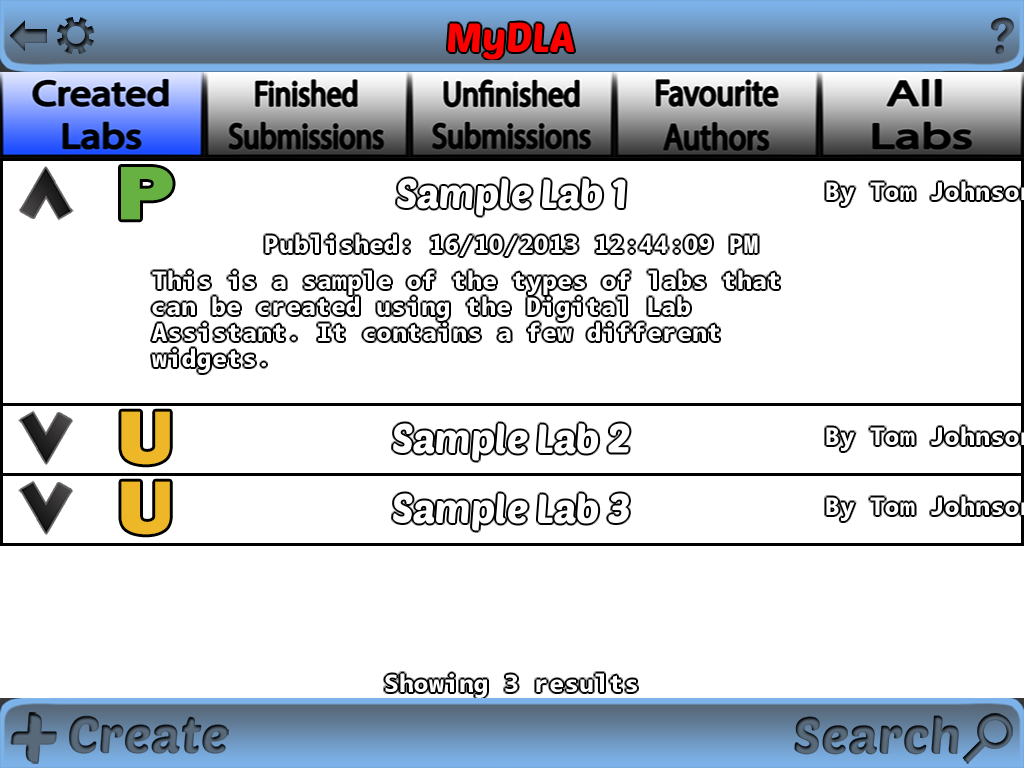 MyDLA
?
Created Labs
Finished Submissions
Unfinished Submissions
Favourite Authors
All Labs
P
Sample Lab 1
By Tom Johnso
Published: 16/10/2013 12:44:09 PM
This is a sample of the types of labs that
can be created using the Digital Lab
Assistant. It contains a few different
widgets.
U
Sample Lab 2
By Tom Johnso
U
Sample Lab 3
By Tom Johnso
Showing 3 results
Create
Search